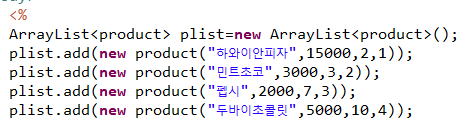 <%
ArrayList<product> plist=new ArrayList<product>();
plist.add(new product("하와이안피자",15000,2,1));
plist.add(new product("민트초코",3000,3,2));
plist.add(new product("펩시",2000,7,3));
plist.add(new product("두바이초콜릿",5000,10,4));